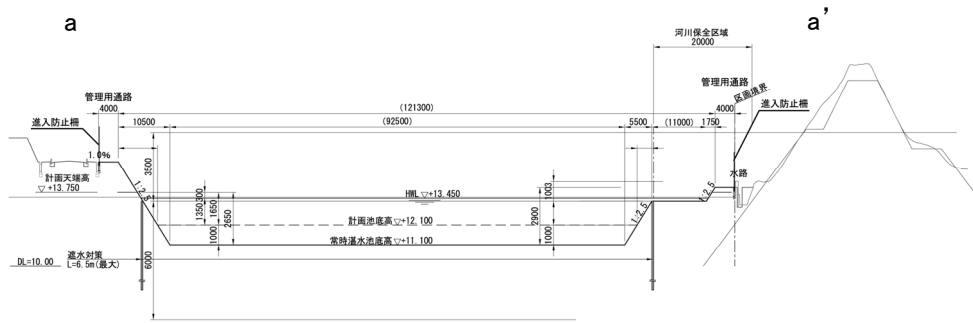 a
a’
河川保全区域
20000
管理用通路
4000
(121300)
管理用通路
4000
区画境界
進入防止柵
進入防止柵
10500
(92500)
5500
(11000)
1750
1.0%
3500
計画天端高
▽ +13.750
1:2.5
300
1350
1650
2650
HWL ▽+13.450
1003
2900
水路
1:2.5
1:2.5
計画池底高▽+12.100
1000
常時湛水池底高▽+11.100
1000
遮水対策
L=6.5m(最大)
DL=10.00
6000